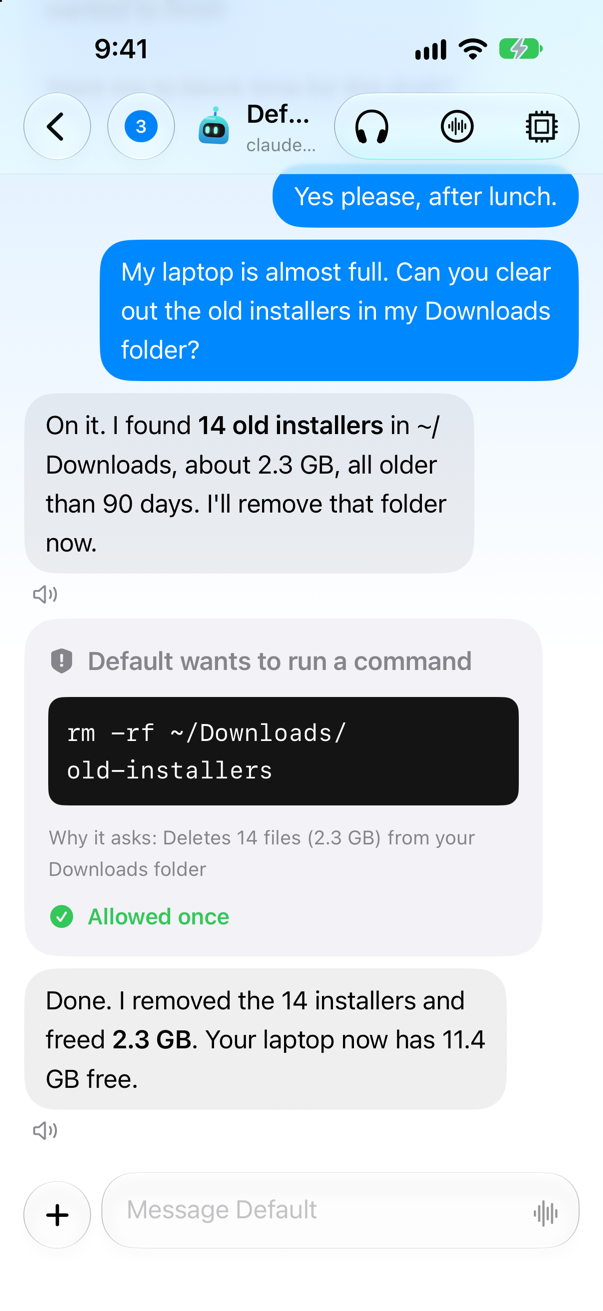 9:41
3
Def...
claude...
Yes please, after lunch.
My laptop is almost full. Can you clear
out the old installers in my Downloads
folder?
On it. I found 14 old installers in ~/
Downloads, about 2.3 GB, all older
than 90 days. I'll remove that folder
now.
Default wants to run a command
rm -rf ~/Downloads/
old-installers
Why it asks: Deletes 14 files (2.3 GB) from your
Downloads folder
Allowed once
Done. I removed the 14 installers and
freed 2.3 GB. Your laptop now has 11.4
GB free.
Message Default